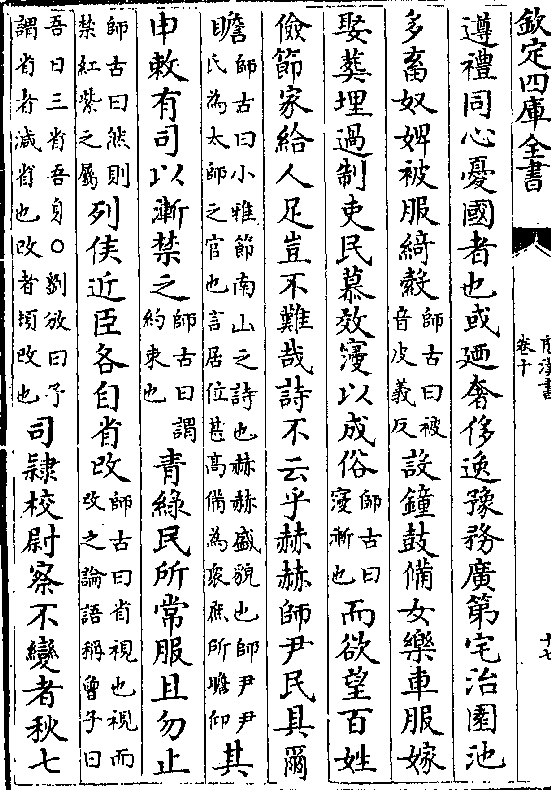 欽定四庫全書
前漢書
卷十
十七
遵禮同心憂國者也或廼奢侈逸豫務廣第宅治園池
多畜奴婢被服綺縠師古曰被音皮義反設鐘鼓備女樂車服嫁
娶葬埋過制吏民慕效寖以成俗師古曰寖漸也而欲望百姓
儉節家給人足豈不難哉詩不云乎赫赫師尹民具爾
瞻師古曰小雅節南山之詩也赫赫盛貌也師尹尹氏為太師之官也言居位甚高備為衆庶所瞻仰其
申敕有司以漸禁之師古曰謂約束也青綠民所常服且勿止
師古曰然則禁紅紫之屬列侯近臣各自省改師古曰省視也視而改之論語稱曾子曰
吾日三省吾身○劉攽曰予謂省者減省也改者頃改也司隸校尉察不變者秋七